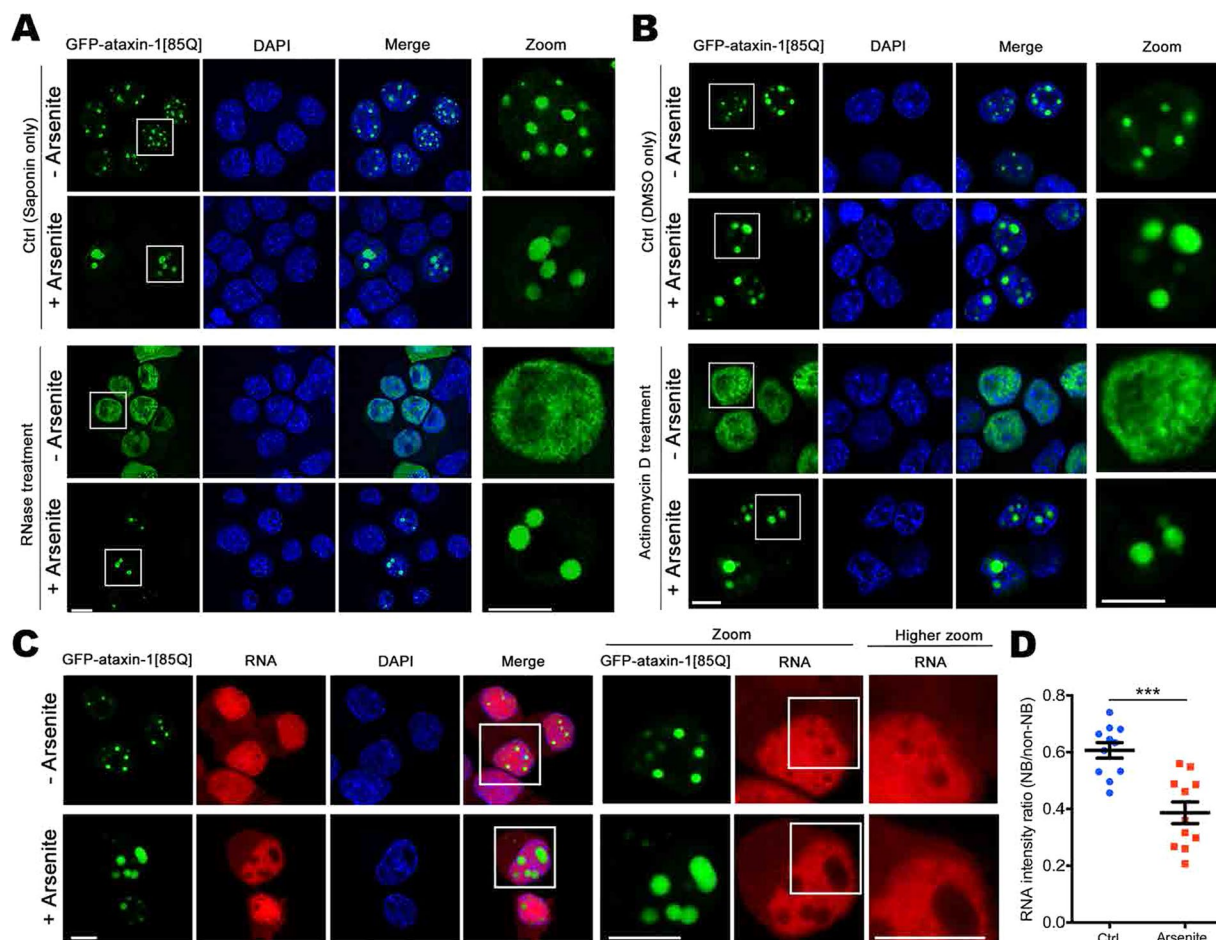 A
GFP-ataxin-1[85Q] DAPI Merge Zoom
Ctrl (Saponin only)
- Arsenite
+ Arsenite
RNase treatment
- Arsenite
+ Arsenite
B
GFP-ataxin-1[85Q] DAPI Merge Zoom
Ctrl (DMSO only)
- Arsenite
+ Arsenite
Actinomycin D treatment
- Arsenite
+ Arsenite
C
Zoom Higher zoom
GFP-ataxin-1[85Q] RNA DAPI Merge GFP-ataxin-1[85Q] RNA RNA
- Arsenite
+ Arsenite
D
***
RNA intensity ratio (NB/non-NB)
0.8
0.6
0.4
0.2
0.0
Ctrl Arsenite